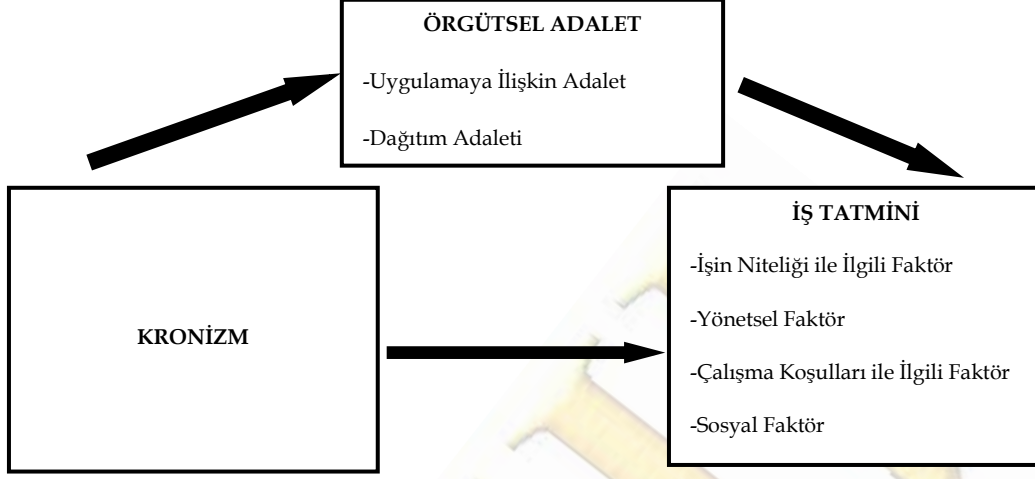 ÖRGÜTSEL ADALET
-Uygulamaya İlişkin Adalet
-Dağıtım Adaleti
KRONİZM
İŞ TATMİNİ
-İşin Niteliği ile İlgili Faktör
-Yönetsel Faktör
-Çalışma Koşulları ile İlgili Faktör
-Sosyal Faktör